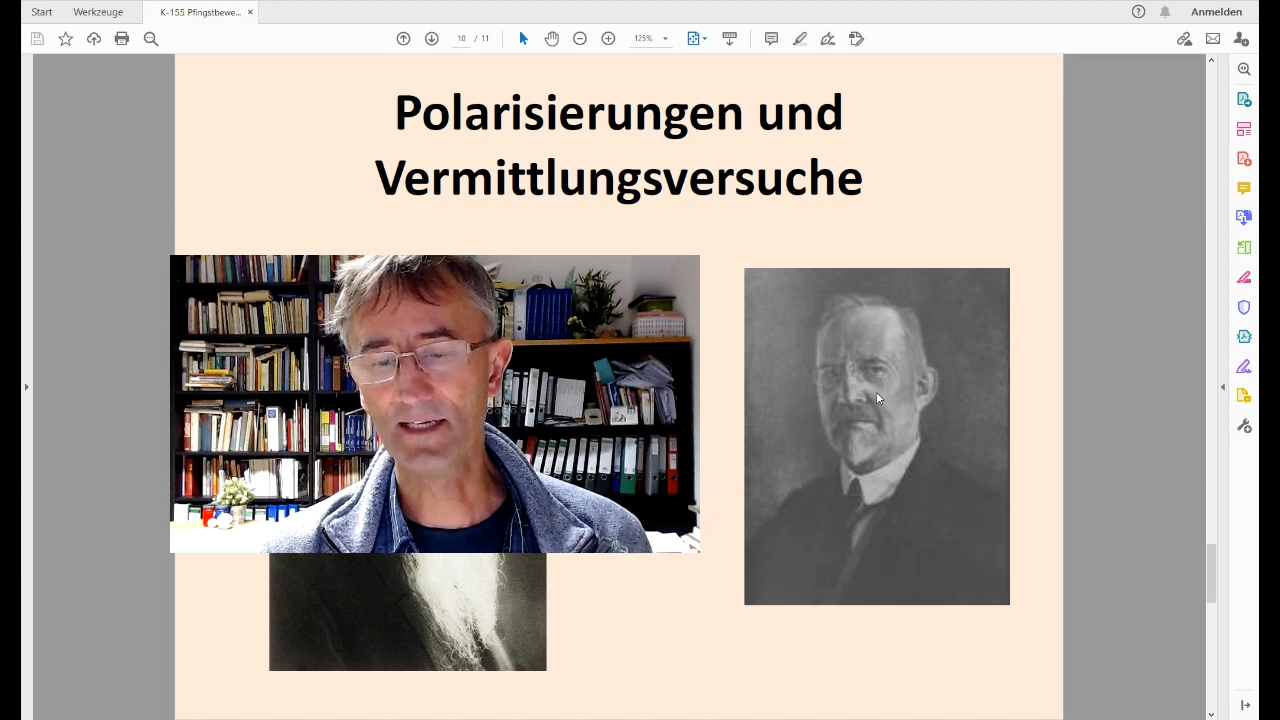 Start
Werkzeuge
K-155 Pfingstbewe...
Anmelden
10 / 11
125%
Polarisierungen und
Vermittlungsversuche